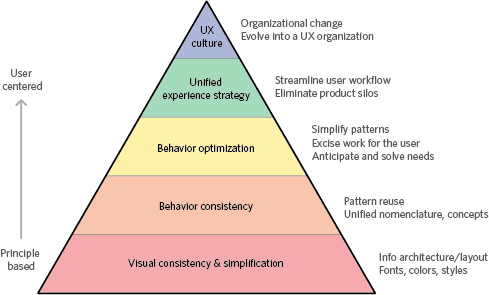 UX
culture
Organizational change
Evolve into a UX organization
User
centered
Unified
experience strategy
Streamline user workflow
Eliminate product silos
Behavior optimization
Simplify patterns
Excise work for the user
Anticipate and solve needs
Behavior consistency
Pattern reuse
Unified nomenclature, concepts
Principle
based
Visual consistency & simplification
Info architecture/layout
Fonts, colors, styles